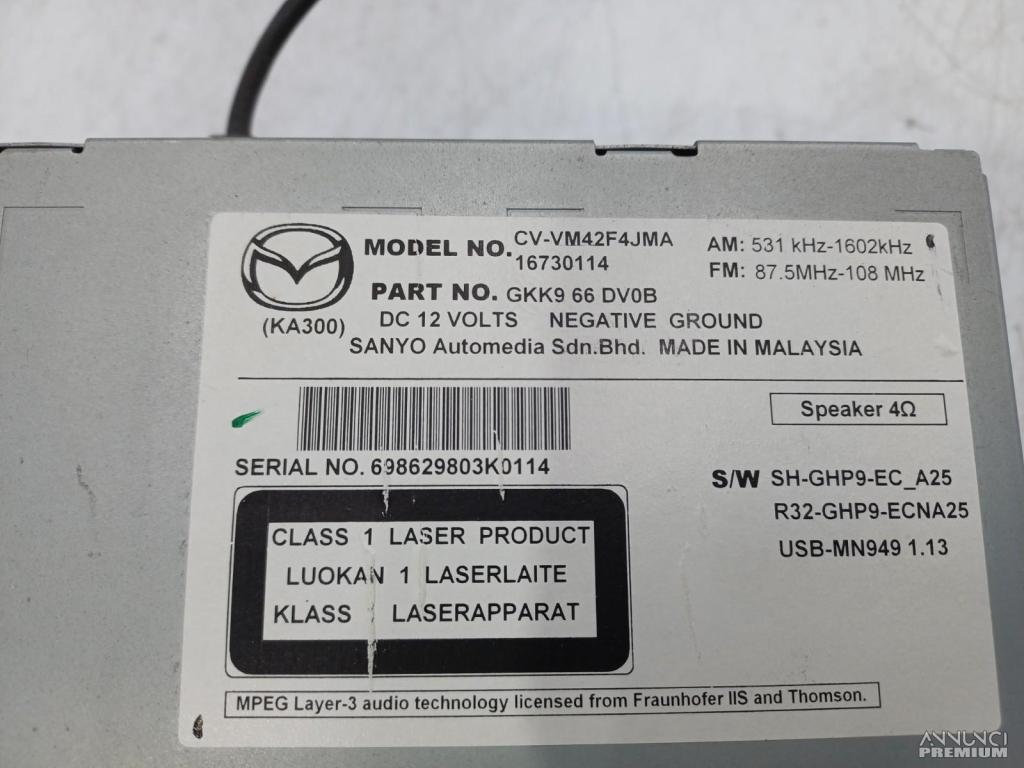 MODEL NO. CV-VM42F4JMA
16730114
AM: 531 kHz-1602kHz
FM: 87.5MHz-108 MHz
PART NO. GKK9 66 DV0B
(KA300)
DC 12 VOLTS NEGATIVE GROUND
SANYO Automedia Sdn.Bhd. MADE IN MALAYSIA
Speaker 4Ω
SERIAL NO. 698629803K0114
S/W SH-GHP9-EC_A25
R32-GHP9-ECNA25
USB-MN949 1.13
CLASS 1 LASER PRODUCT
LUOKAN 1 LASERLAITE
KLASS LASERAPPARAT
MPEG Layer-3 audio technology licensed from Fraunhofer IIS and Thomson.
ANNUNCI
PREMIUM